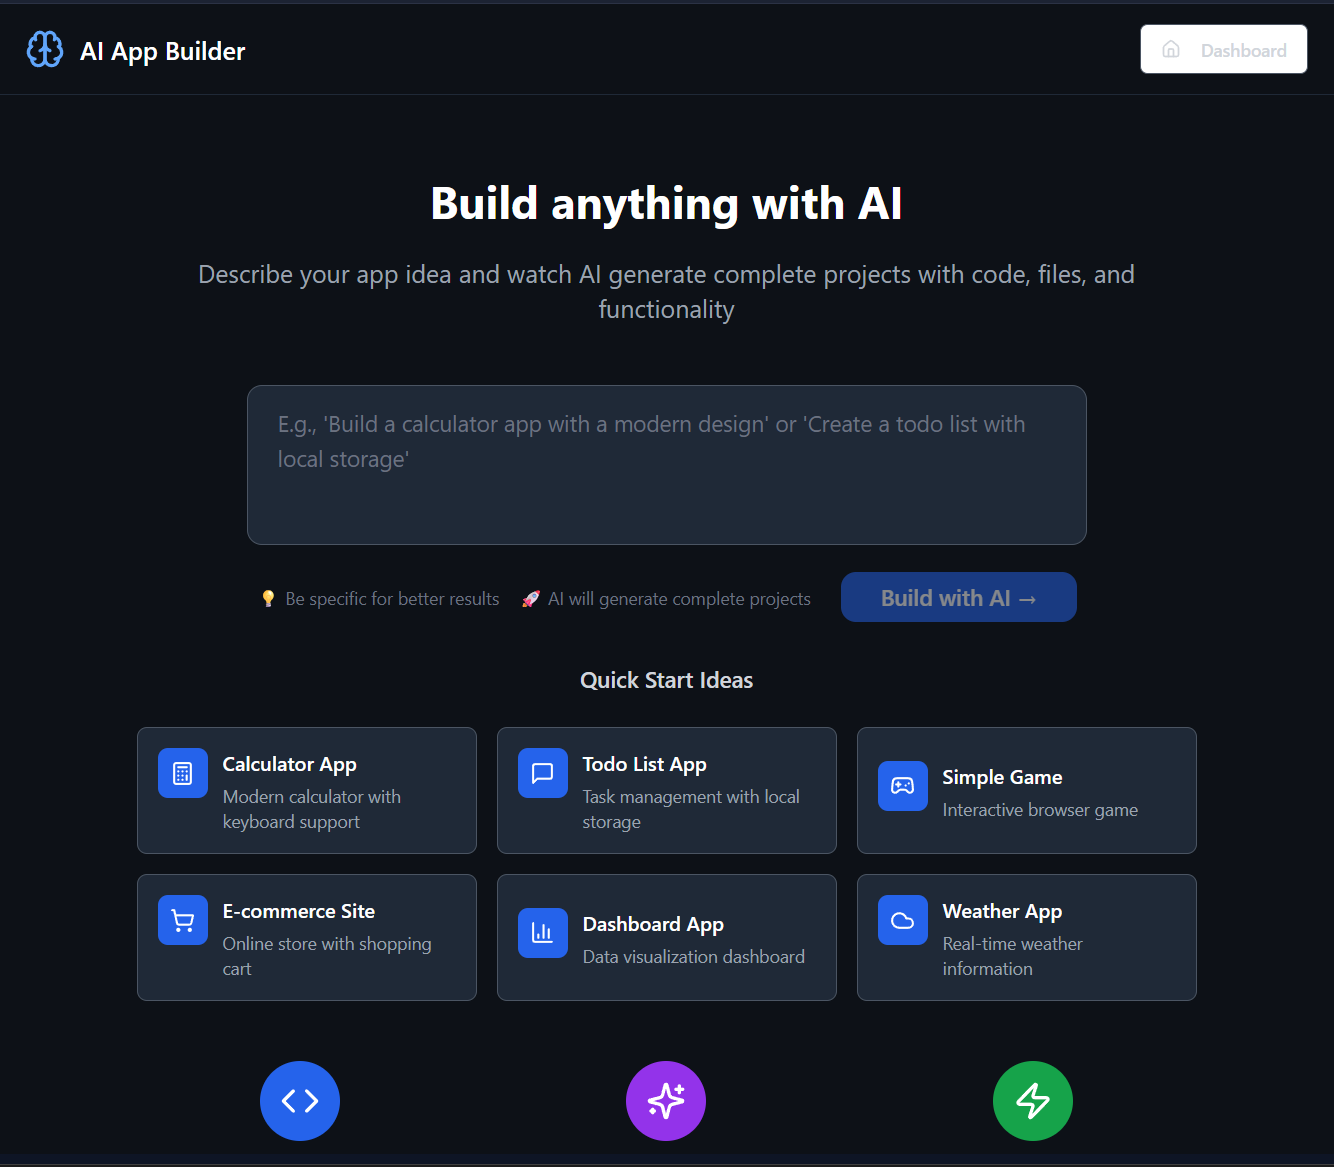 AI App Builder
Dashboard
Build anything with AI
Describe your app idea and watch AI generate complete projects with code, files, and
functionality
E.g., 'Build a calculator app with a modern design' or 'Create a todo list with
local storage'
💡 Be specific for better results
🚀 AI will generate complete projects
Build with AI →
Quick Start Ideas
Calculator App
Modern calculator with
keyboard support
Todo List App
Task management with local
storage
Simple Game
Interactive browser game
E-commerce Site
Online store with shopping
cart
Dashboard App
Data visualization dashboard
Weather App
Real-time weather
information